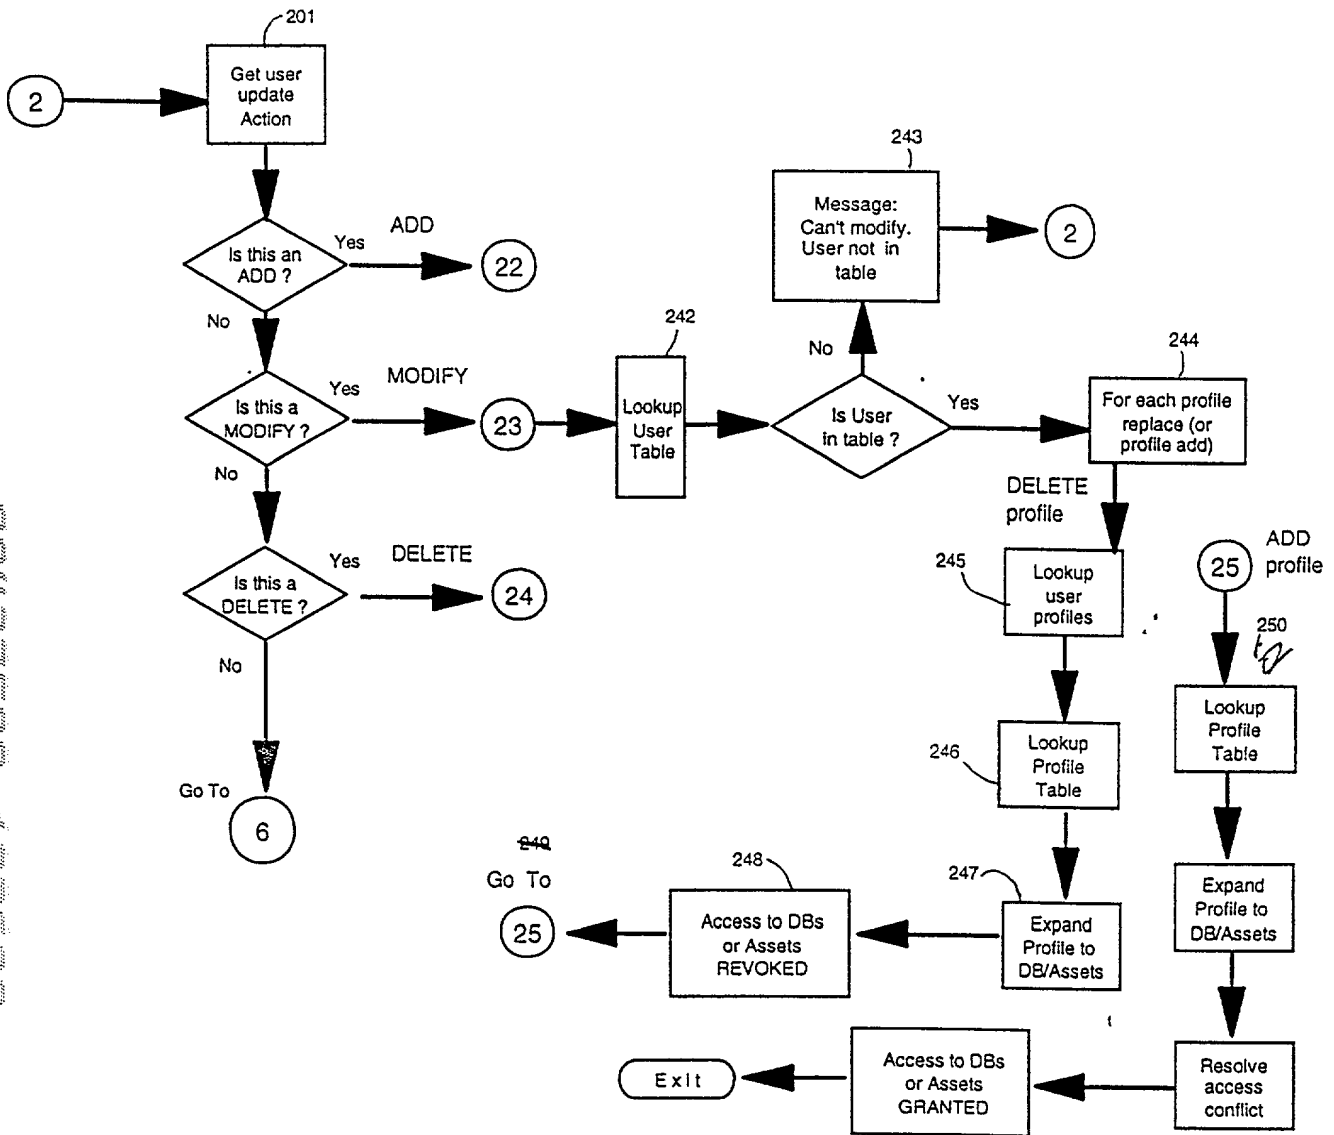 201
2
Get user
update
Action
Is this an
ADD ?
Yes
ADD
22
No
Is this a
MODIFY ?
Yes
MODIFY
23
No
242
Lookup
User
Table
243
Message:
Can't modify.
User not in
table
2
No
Is User
in table ?
Yes
244
For each profile
replace (or
profile add)
Is this a
DELETE ?
Yes
DELETE
24
No
Go To
6
DELETE
profile
245
Lookup
user
profiles
246
Lookup
Profile
Table
247
Expand
Profile to
DB/Assets
248
Access to DBs
or Assets
REVOKED
249
Go To
25
25
ADD
profile
250
Lookup
Profile
Table
Expand
Profile to
DB/Assets
Resolve
access
conflict
Access to DBs
or Assets
GRANTED
Exit